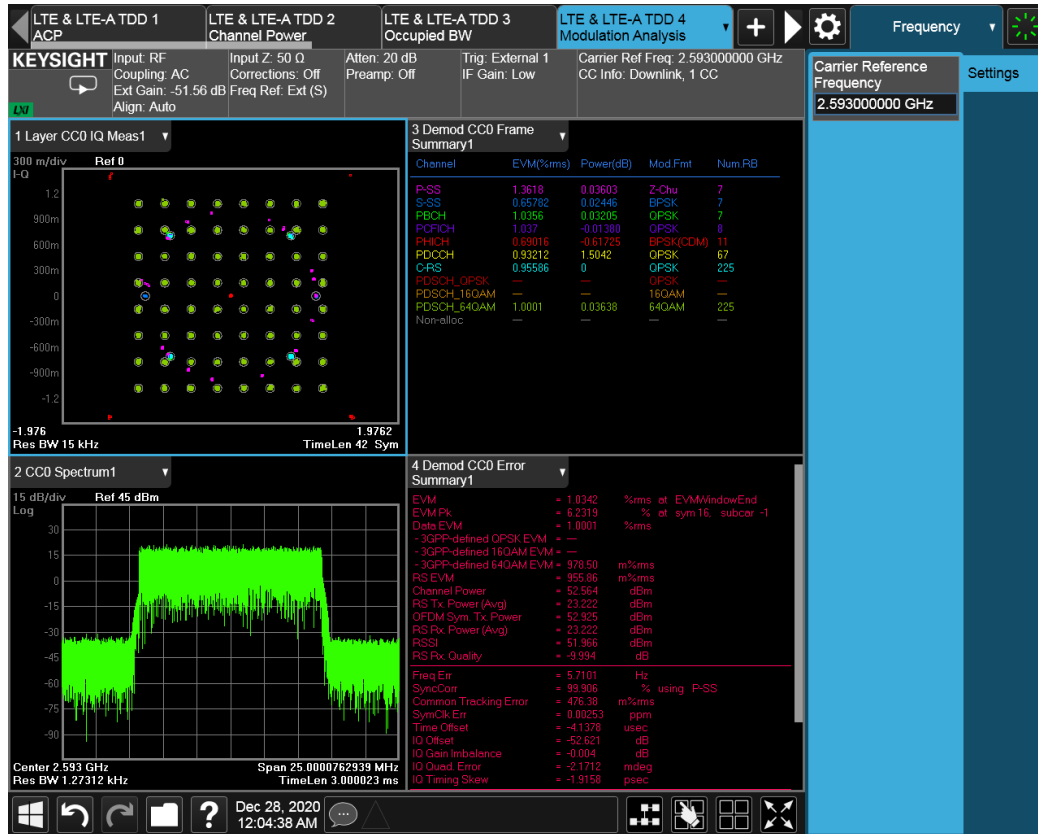 LTE & LTE-A TDD 1
ACP
LTE & LTE-A TDD 2
Channel Power
LTE & LTE-A TDD 3
Occupied BW
LTE & LTE-A TDD 4
Modulation Analysis
Frequency
KEYSIGHT
LXI
Input: RF
Coupling: AC
Ext Gain: -51.56 dB
Align: Auto
Input Z: 50 Ω
Corrections: Off
Freq Ref: Ext (S)
Atten: 20 dB
Preamp: Off
Trig: External 1
IF Gain: Low
Carrier Ref Freq: 2.593000000 GHz
CC Info: Downlink, 1 CC
Carrier Reference
Frequency
2.593000000 GHz
Settings
1 Layer CC0 IQ Meas1
300 m/div Ref 0
I-Q
1.2
900m
600m
300m
0
-300m
-600m
-900m
-1.2
-1.976 1.9762
Res BW 15 kHz TimeLen 42 Sym
3 Demod CC0 Frame
Summary1
Channel EVM(%rms) Power(dB) Mod.Fmt Num.RB
P-SS 1.3618 0.03603 Z-Chu 7
S-SS 0.65782 0.02446 BPSK 7
PBCH 1.0356 0.03205 QPSK 7
PCFICH 1.037 -0.01380 QPSK 8
PHICH 0.69016 -0.61725 BPSK(CDM) 11
PDCCH 0.93212 1.5042 QPSK 67
C-RS 0.95586 0 QPSK 225
PDSCH_QPSK — — QPSK —
PDSCH_16QAM — — 16QAM —
PDSCH_64QAM 1.0001 0.03638 64QAM 225
Non-alloc — — —
2 CC0 Spectrum1
15 dB/div Ref 45 dBm
Log
30
15
0
-15
-30
-45
-60
-75
-90
Center 2.593 GHz Span 25.0000762939 MHz
Res BW 1.27312 kHz TimeLen 3.000023 ms
4 Demod CC0 Error
Summary1
EVM = 1.0342 %rms at EVMWindowEnd
EVM Pk = 6.2319 % at sym 16, subcar -1
Data EVM = 1.0001 %rms
- 3GPP-defined QPSK EVM = —
- 3GPP-defined 16QAM EVM = —
- 3GPP-defined 64QAM EVM = 978.50 m%rms
RS EVM = 955.86 m%rms
Channel Power = 52.564 dBm
RS Tx. Power (Avg) = 23.222 dBm
OFDM Sym. Tx. Power = 52.925 dBm
RS Rx. Power (Avg) = 23.222 dBm
RSSI = 51.966 dBm
RS Rx. Quality = -9.994 dB
Freq Err = 5.7101 Hz
SyncCorr = 99.906 % using P-SS
Common Tracking Error = 476.38 m%rms
SymClk Err = 0.00253 ppm
Time Offset = -4.1378 usec
IQ Offset = -52.621 dB
IQ Gain Imbalance = -0.004 dB
IQ Quad. Error = -2.1712 mdeg
IQ Timing Skew = -1.9158 psec
?
Dec 28, 2020
12:04:38 AM